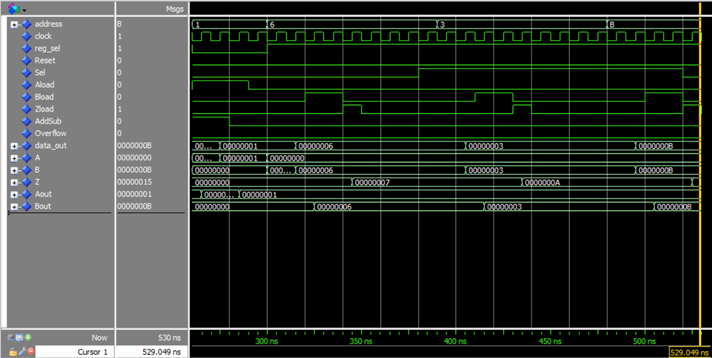 Msgs
address B 1 6 3 B
clock 1
reg_sel 1
Reset 0
Sel 0
Aload 0
Bload 0
Zload 1
AddSub 0
Overflow 0
data_out 0000000B 00... 00000001 00000006 00000003 0000000B
A 00000000 00... 00000001 00000000
B 0000000B 00000000 000... 00000006 00000003 0000000B
Z 00000015 00000000 00000007 0000000A
Aout 00000001 0000... 00000001
Bout 0000000B 00000000 00000006 00000003 0000000B
Now 530 ns 300 ns 350 ns 400 ns 450 ns 500 ns
Cursor 1 529.049 ns 529.049 ns